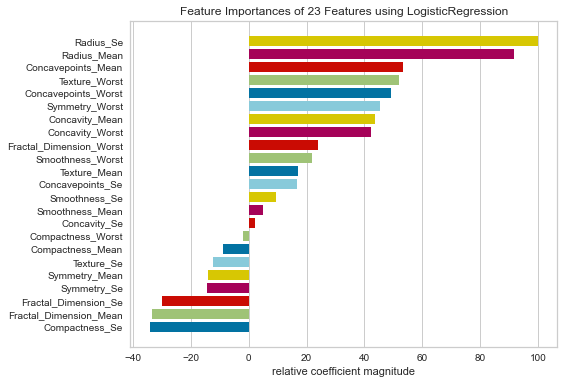 Feature Importances of 23 Features using LogisticRegression
Radius_Se
Radius_Mean
Concavepoints_Mean
Texture_Worst
Concavepoints_Worst
Symmetry_Worst
Concavity_Mean
Concavity_Worst
Fractal_Dimension_Worst
Smoothness_Worst
Texture_Mean
Concavepoints_Se
Smoothness_Se
Smoothness_Mean
Concavity_Se
Compactness_Worst
Compactness_Mean
Texture_Se
Symmetry_Mean
Symmetry_Se
Fractal_Dimension_Se
Fractal_Dimension_Mean
Compactness_Se
−40 −20 0 20 40 60 80 100
relative coefficient magnitude